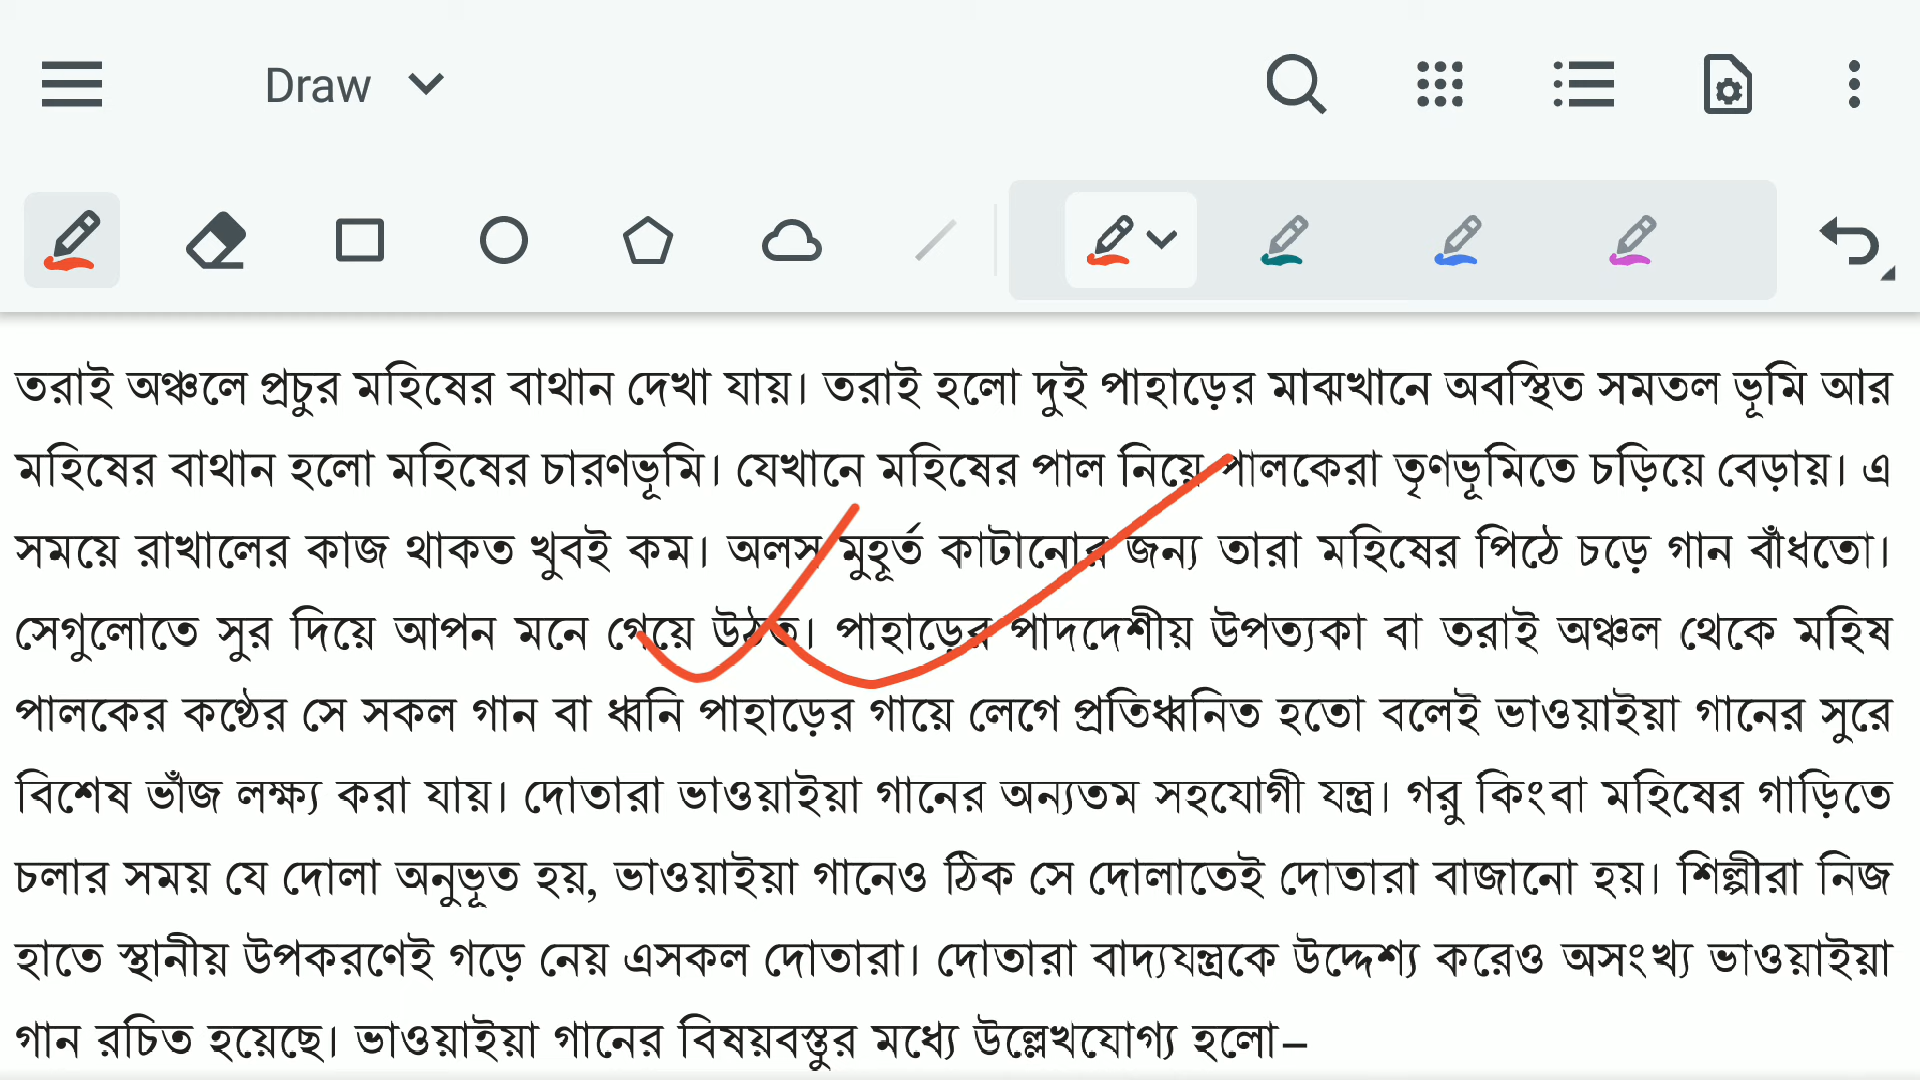 Draw
তরাই অঞ্চলে প্রচুর মহিষের বাথান দেখা যায়। তরাই হলো দুই পাহাড়ের মাঝখানে অবস্থিত সমতল ভূমি আর
মহিষের বাথান হলো মহিষের চারণভূমি। যেখানে মহিষের পাল নিয়ে পালকেরা তৃণভূমিতে চড়িয়ে বেড়ায়। এ
সময়ে রাখালের কাজ থাকত খুবই কম। অলস মুহূর্ত কাটানোর জন্য তারা মহিষের পিঠে চড়ে গান বাঁধতো।
সেগুলোতে সুর দিয়ে আপন মনে গেয়ে উঠত। পাহাড়ের পাদদেশীয় উপত্যকা বা তরাই অঞ্চল থেকে মহিষ
পালকের কণ্ঠের সে সকল গান বা ধ্বনি পাহাড়ের গায়ে লেগে প্রতিধ্বনিত হতো বলেই ভাওয়াইয়া গানের সুরে
বিশেষ ভাঁজ লক্ষ্য করা যায়। দোতারা ভাওয়াইয়া গানের অন্যতম সহযোগী যন্ত্র। গরু কিংবা মহিষের গাড়িতে
চলার সময় যে দোলা অনুভূত হয়, ভাওয়াইয়া গানেও ঠিক সে দোলাতেই দোতারা বাজানো হয়। শিল্পীরা নিজ
হাতে স্থানীয় উপকরণেই গড়ে নেয় এসকল দোতারা। দোতারা বাদ্যযন্ত্রকে উদ্দেশ্য করেও অসংখ্য ভাওয়াইয়া
গান রচিত হয়েছে। ভাওয়াইয়া গানের বিষয়বস্তুর মধ্যে উল্লেখযোগ্য হলো–